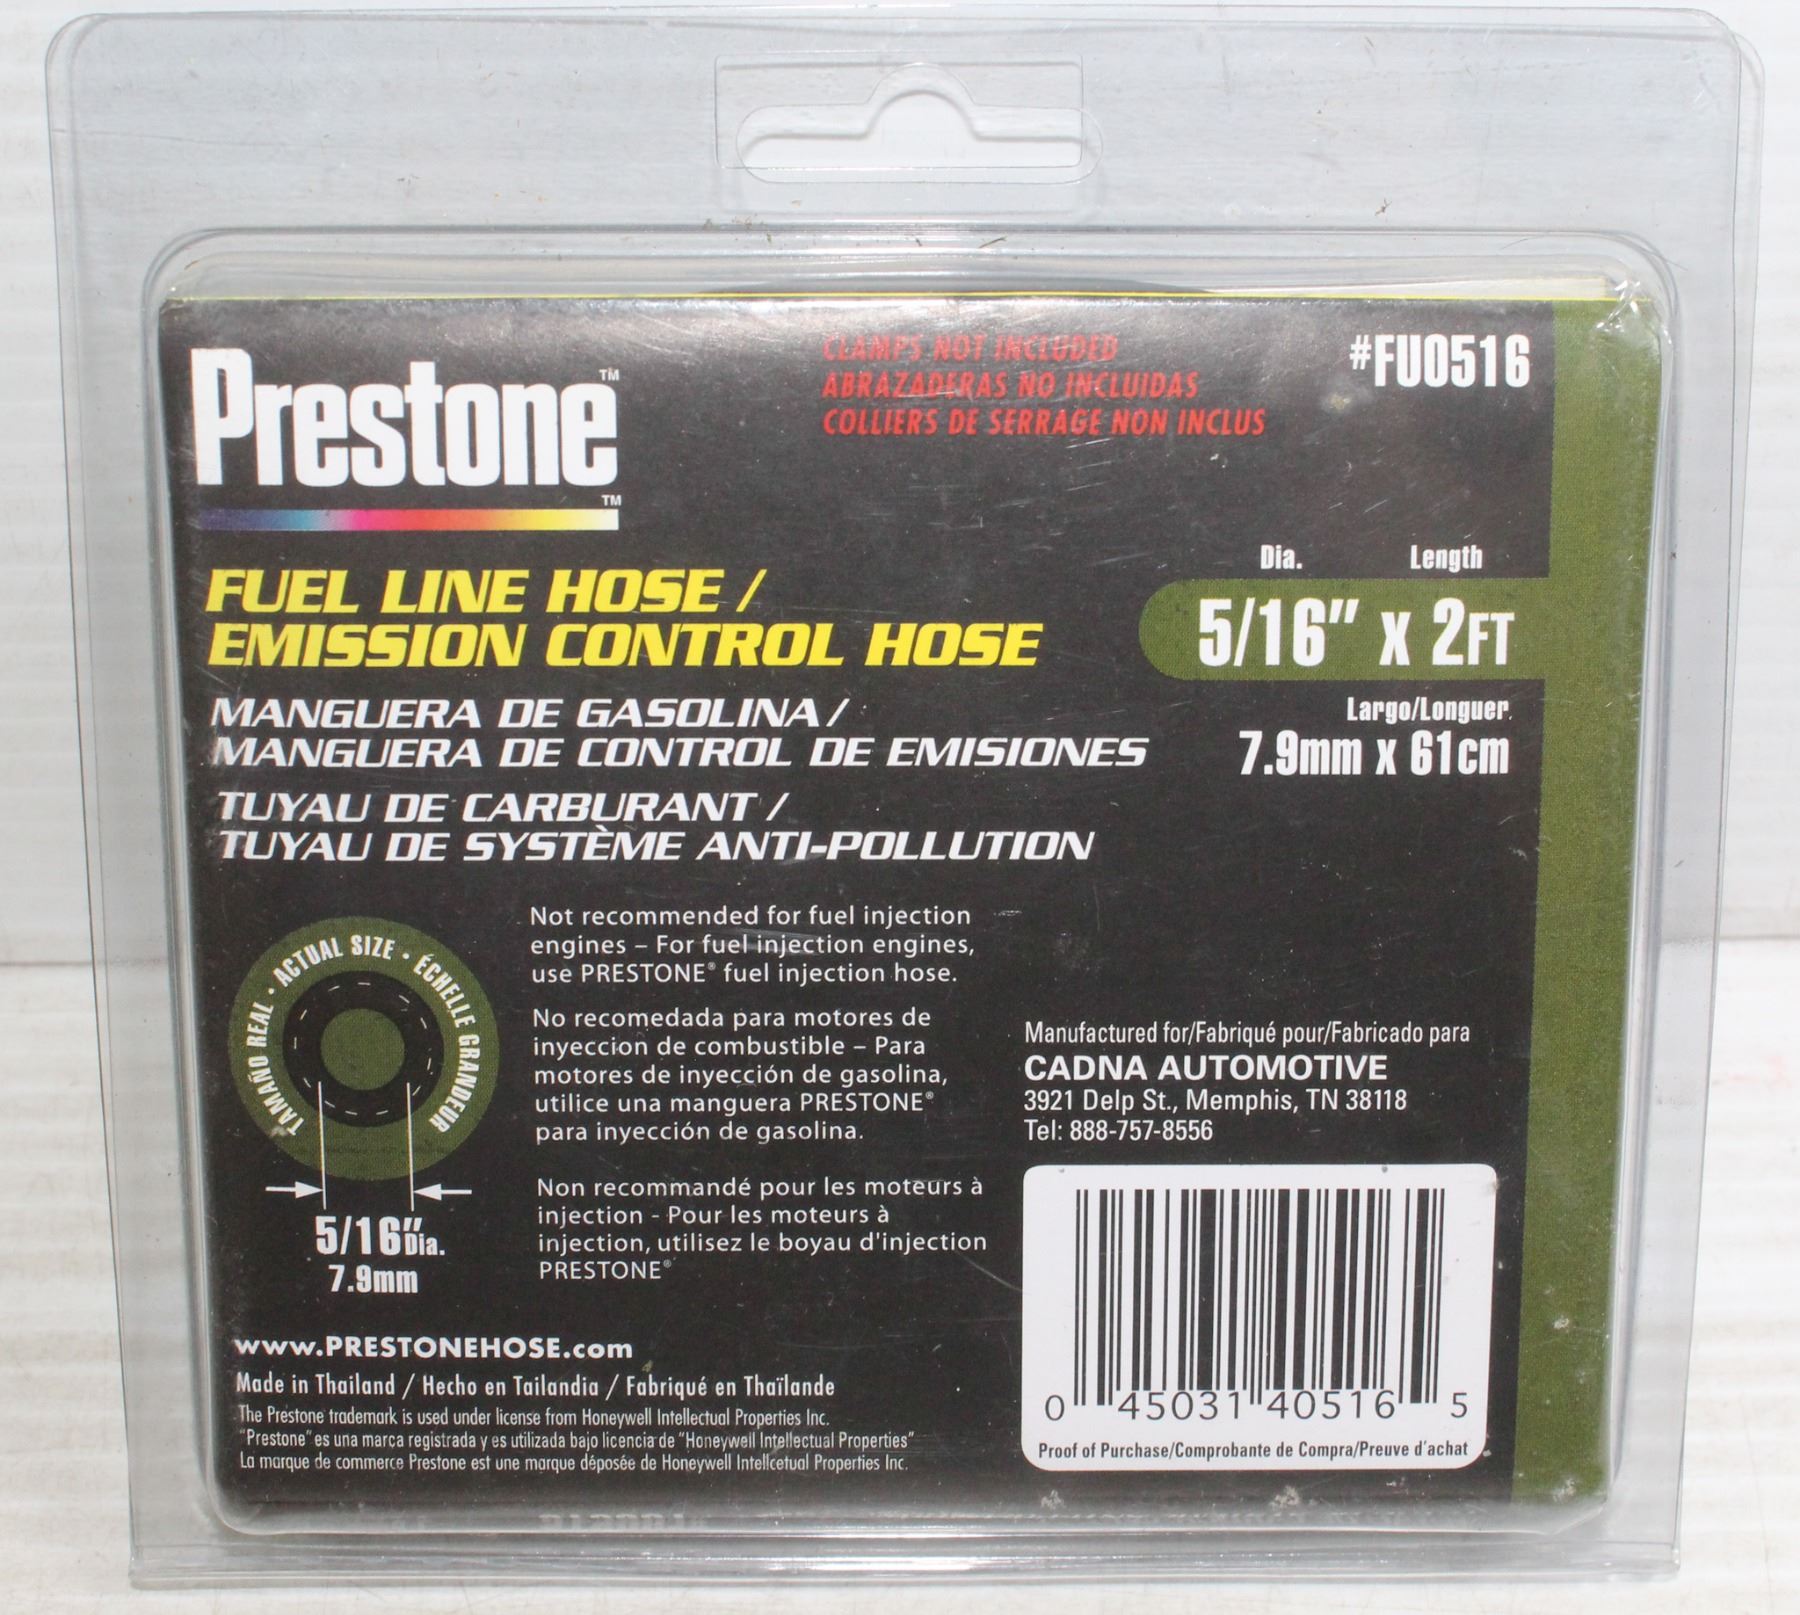 Prestone™
™
CLAMPS NOT INCLUDED
ABRAZADERAS NO INCLUIDAS
COLLIERS DE SERRAGE NON INCLUS
#FU0516
FUEL LINE HOSE /
EMISSION CONTROL HOSE
Dia. Length
5/16" x 2FT
Largo/Longuer
7.9mm x 61cm
MANGUERA DE GASOLINA /
MANGUERA DE CONTROL DE EMISIONES
TUYAU DE CARBURANT /
TUYAU DE SYSTÈME ANTI-POLLUTION
TAMAÑO REAL • ACTUAL SIZE • ÉCHELLE GRANDEUR
5/16" Dia.
7.9mm
Not recommended for fuel injection
engines – For fuel injection engines,
use PRESTONE® fuel injection hose.
No recomedada para motores de
inyeccion de combustible – Para
motores de inyección de gasolina,
utilice una manguera PRESTONE®
para inyección de gasolina.
Non recommandé pour les moteurs à
injection - Pour les moteurs à
injection, utilisez le boyau d'injection
PRESTONE®
Manufactured for/Fabriqué pour/Fabricado para
CADNA AUTOMOTIVE
3921 Delp St., Memphis, TN 38118
Tel: 888-757-8556
0 45031 40516 5
Proof of Purchase/Comprobante de Compra/Preuve d'achat
www.PRESTONEHOSE.com
Made in Thailand / Hecho en Tailandia / Fabriqué en Thaïlande
The Prestone trademark is used under license from Honeywell Intellectual Properties Inc.
"Prestone" es una marca registrada y es utilizada bajo licencia de "Honeywell Intellectual Properties"
La marque de commerce Prestone est une marque déposée de Honeywell Intellcetual Properties Inc.